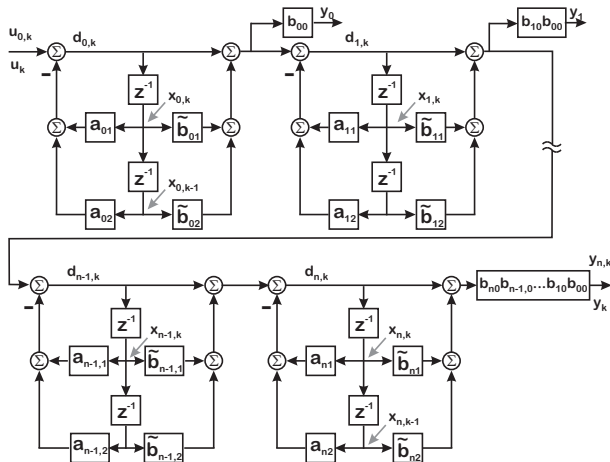 u₀,ₖ d₀,ₖ b₀₀ y₀ d₁,ₖ b₁₀b₀₀ y₁
Σ Σ Σ Σ
uₖ
z⁻¹ z⁻¹
x₀,ₖ x₁,ₖ
Σ a₀₁ b̃₀₁ Σ Σ a₁₁ b̃₁₁ Σ
z⁻¹ z⁻¹
x₀,ₖ₋₁
a₀₂ b̃₀₂ a₁₂ b̃₁₂
dₙ₋₁,ₖ dₙ,ₖ yₙ,ₖ
Σ Σ Σ Σ bₙ₀bₙ₋₁,₀...b₁₀b₀₀
yₖ
z⁻¹ z⁻¹
xₙ₋₁,ₖ xₙ,ₖ
Σ aₙ₋₁,₁ b̃ₙ₋₁,₁ Σ Σ aₙ₁ b̃ₙ₁ Σ
z⁻¹ z⁻¹
xₙ,ₖ₋₁
aₙ₋₁,₂ b̃ₙ₋₁,₂ aₙ₂ b̃ₙ₂